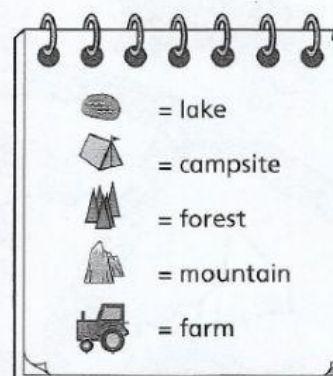 = lake
= campsite
= forest
= mountain
= farm